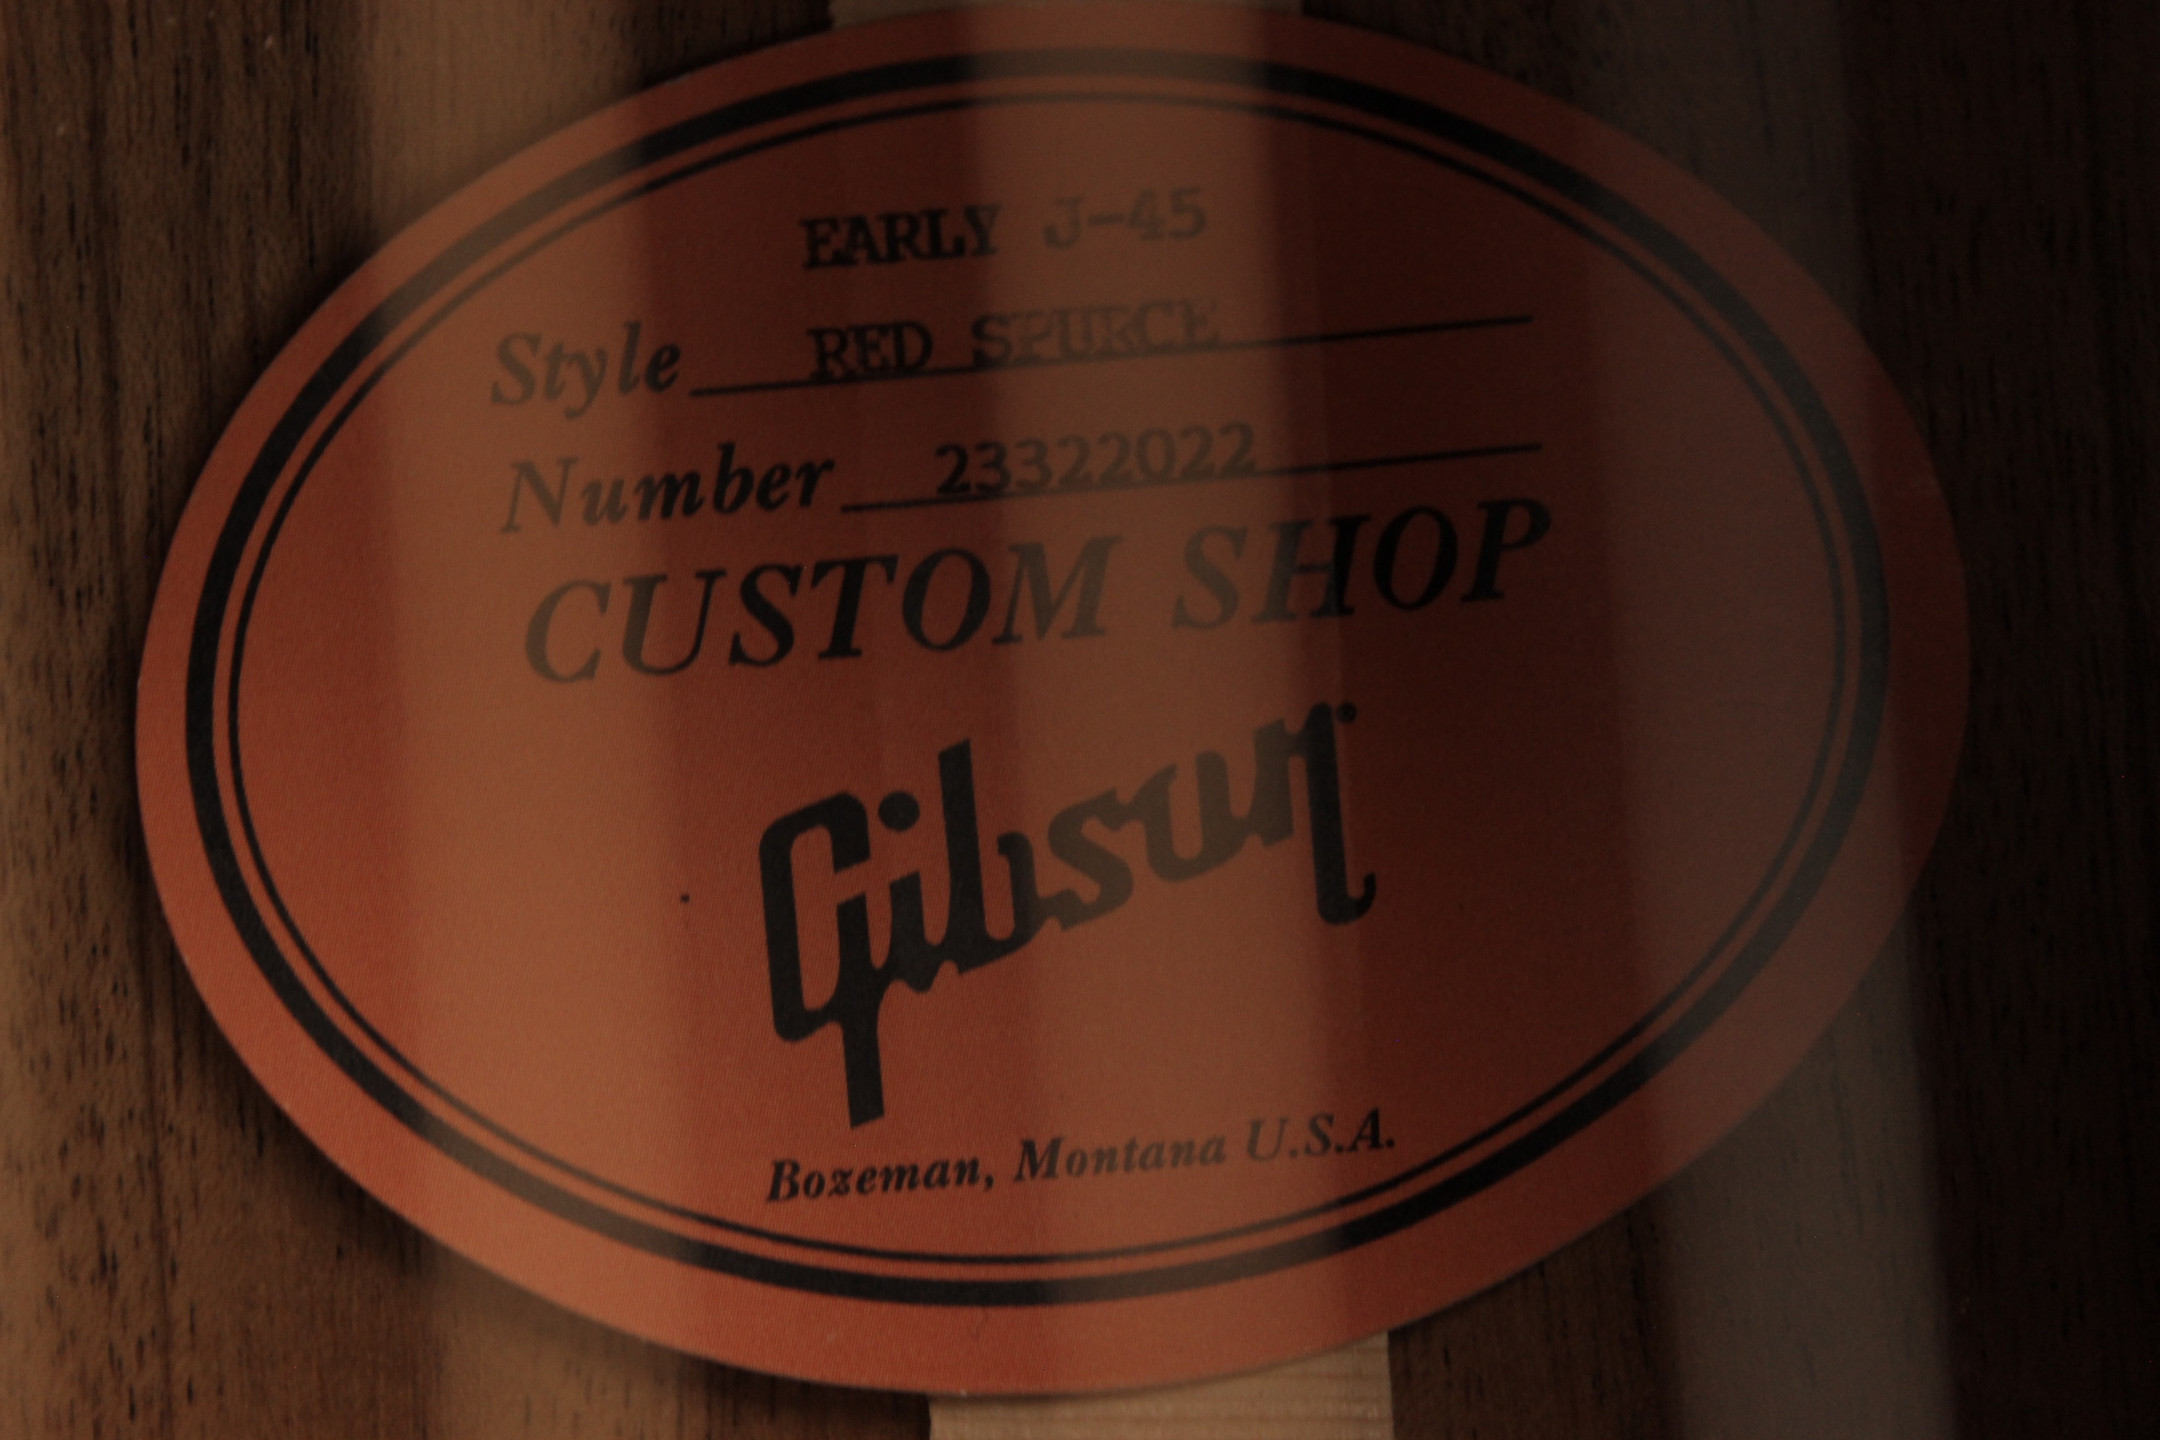 EARLY J-45
Style RED SPURCE
Number 23322022
CUSTOM SHOP
Gibson
Bozeman, Montana U.S.A.